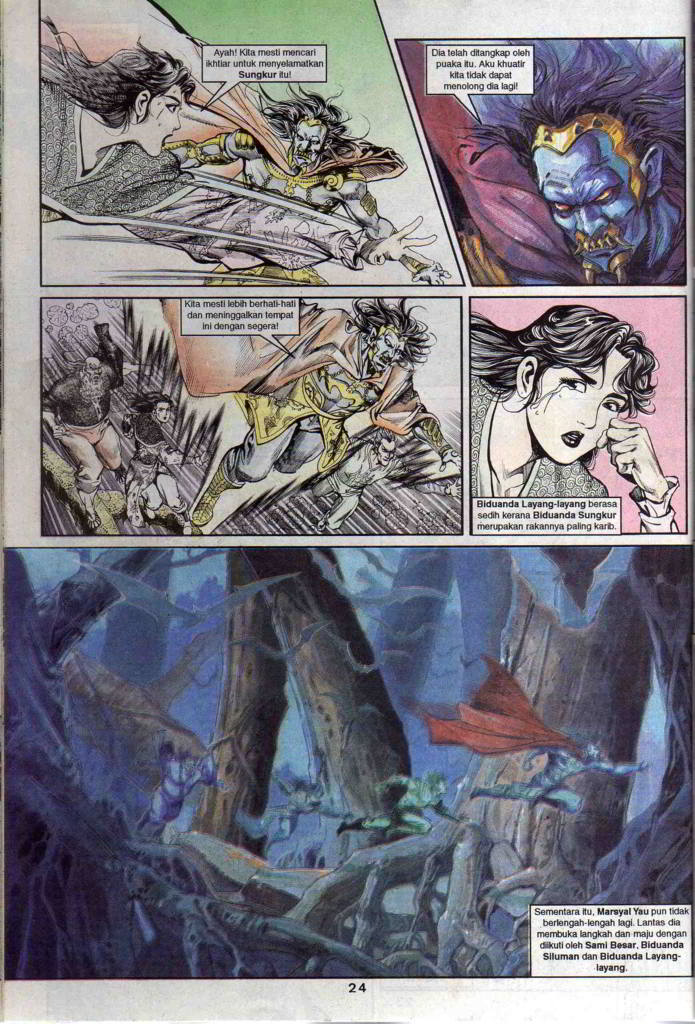 Ayah! Kita mesti mencari
ikhtiar untuk menyelamatkan
Sungkur itu!
Dia telah ditangkap oleh
puaka itu. Aku khuatir
kita tidak dapat
menolong dia lagi!
Kita mesti lebih berhati-hati
dan meninggalkan tempat
ini dengan segera!
Biduanda Layang-layang berasa
sedih kerana Biduanda Sungkur
merupakan rakannya paling karib.
Sementara itu, Marsyal Yau pun tidak
berlengah-lengah lagi. Lantas dia
membuka langkah dan maju dengan
diikuti oleh Sami Besar, Biduanda
Siluman dan Biduanda Layang-
layang.
24